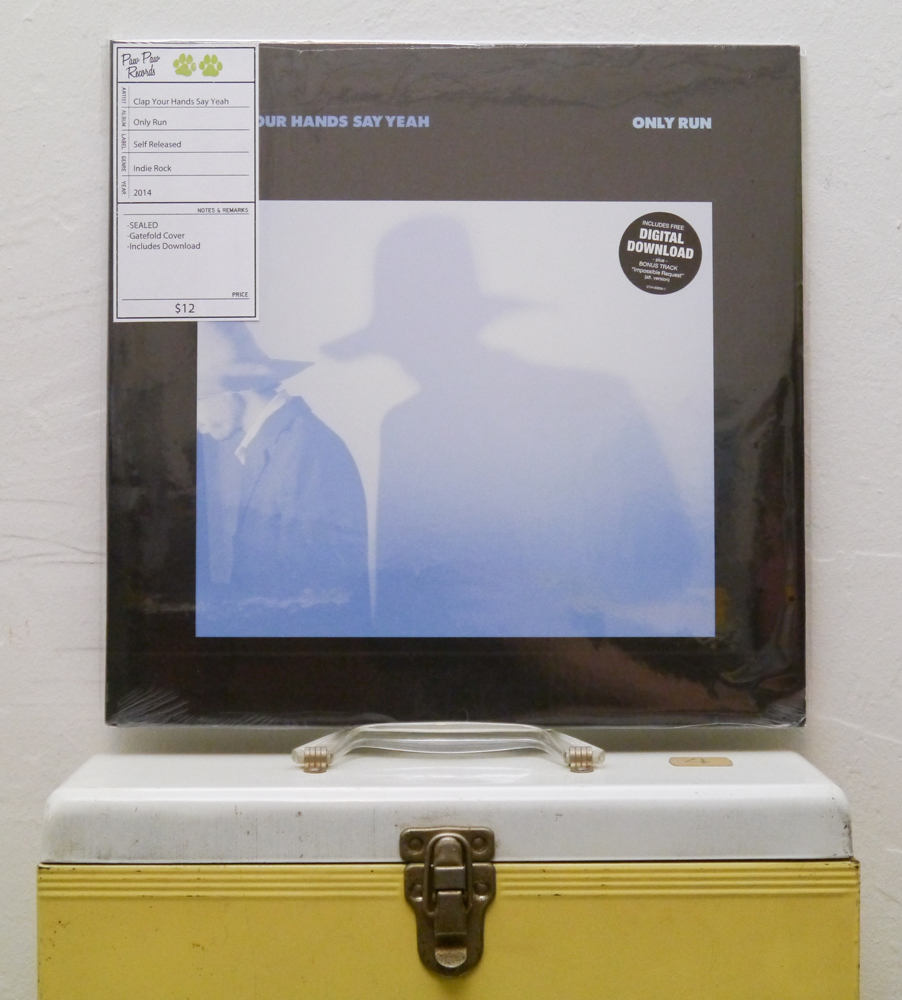 Paw Paw
Records
ARTIST
Clap Your Hands Say Yeah
ALBUM
Only Run
LABEL
Self Released
GENRE
Indie Rock
YEAR
2014
NOTES & REMARKS
-SEALED
-Gatefold Cover
-Includes Download
PRICE
$12
OUR HANDS SAY YEAH
ONLY RUN
INCLUDES FREE
DIGITAL
DOWNLOAD
- plus -
BONUS TRACK
"Impossible Request"
(alt. version)